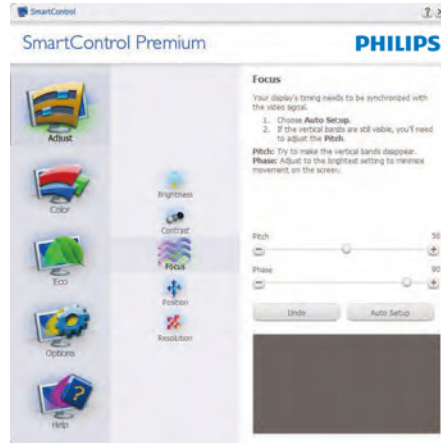 SmartControl
SmartControl Premium
PHILIPS
Adjust
Color
Eco
Options
Help
Brightness
Contrast
Focus
Position
Resolution
Focus
Your display's timing needs to be synchronized with
the video signal.
1. Choose Auto Setup.
2. If the vertical bands are still visible, you'll need
to adjust the Pitch.
Pitch: Try to make the vertical bands disappear.
Phase: Adjust to the brightest setting to minimize
movement on the screen.
Pitch
50
Phase
90
Undo
Auto Setup